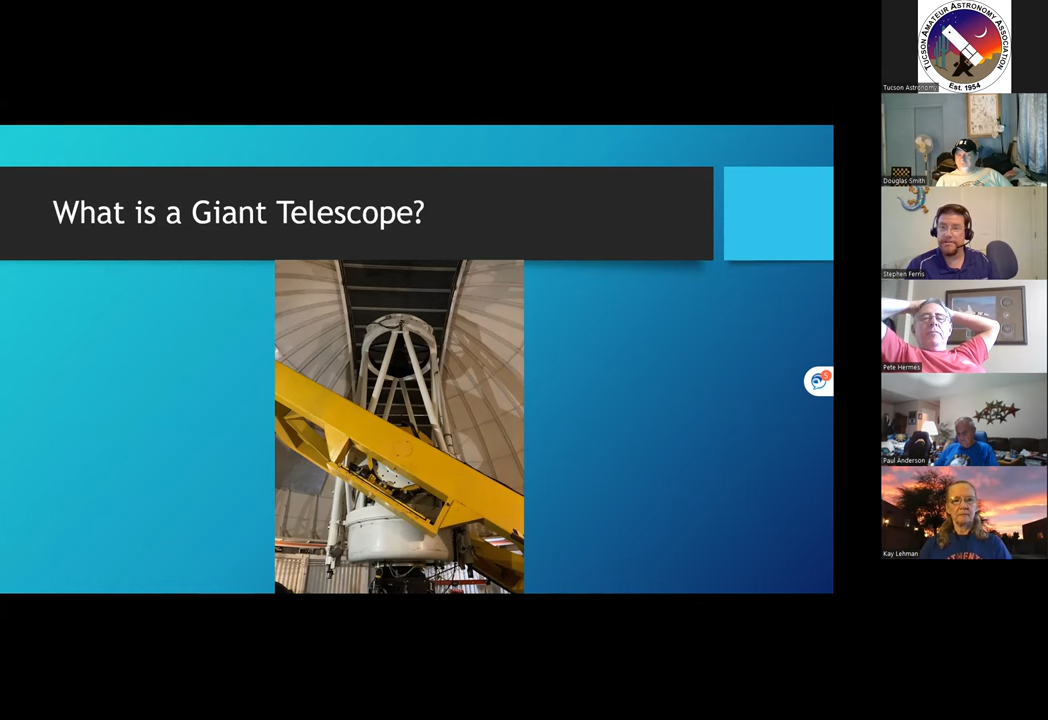 What is a Giant Telescope?
TUCSON AMATEUR ASTRONOMY ASSOCIATION
Est. 1954
Tucson Astronomy
Douglas Smith
Stephen Ferris
Pete Hermes
Paul Anderson
Kay Lehman